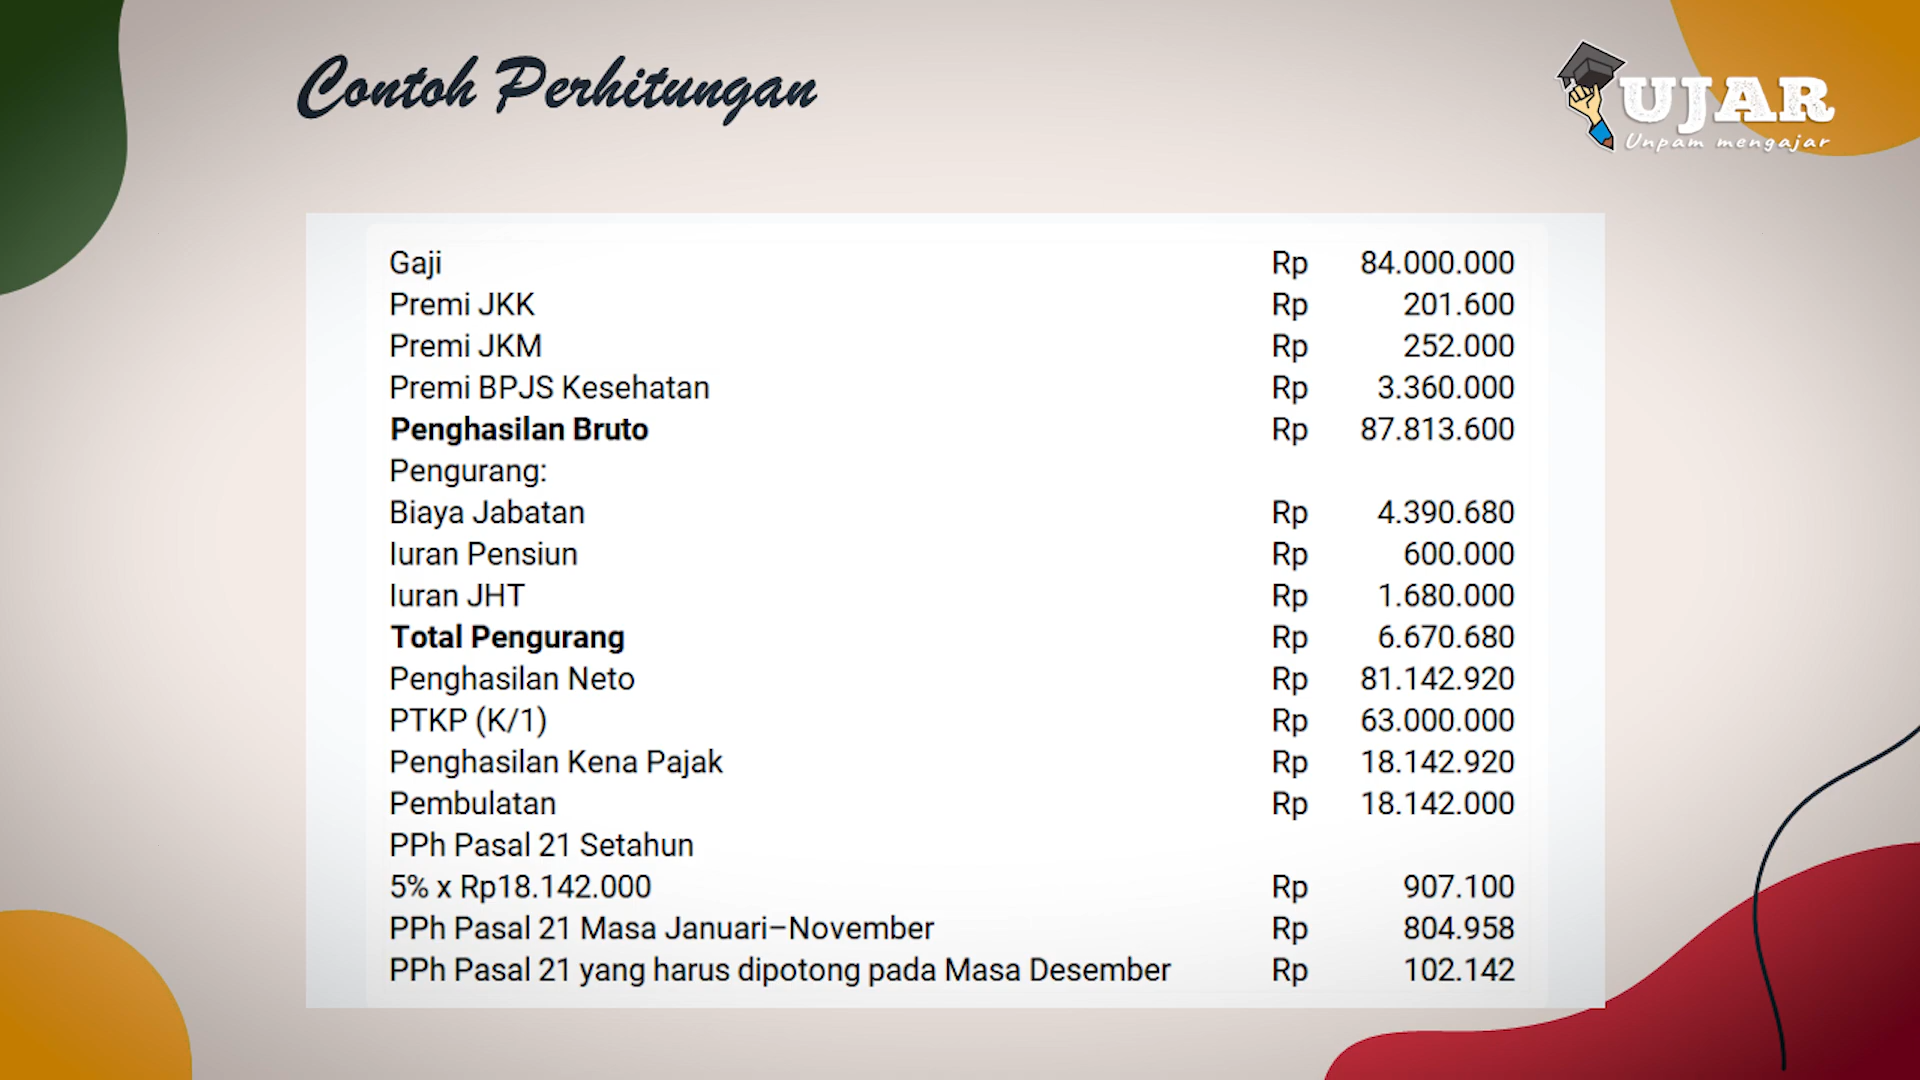 Contoh Perhitungan
UJAR
Unpam mengajar
Gaji Rp 84.000.000
Premi JKK Rp 201.600
Premi JKM Rp 252.000
Premi BPJS Kesehatan Rp 3.360.000
Penghasilan Bruto Rp 87.813.600
Pengurang:
Biaya Jabatan Rp 4.390.680
Iuran Pensiun Rp 600.000
Iuran JHT Rp 1.680.000
Total Pengurang Rp 6.670.680
Penghasilan Neto Rp 81.142.920
PTKP (K/1) Rp 63.000.000
Penghasilan Kena Pajak Rp 18.142.920
Pembulatan Rp 18.142.000
PPh Pasal 21 Setahun
5% x Rp18.142.000 Rp 907.100
PPh Pasal 21 Masa Januari–November Rp 804.958
PPh Pasal 21 yang harus dipotong pada Masa Desember Rp 102.142